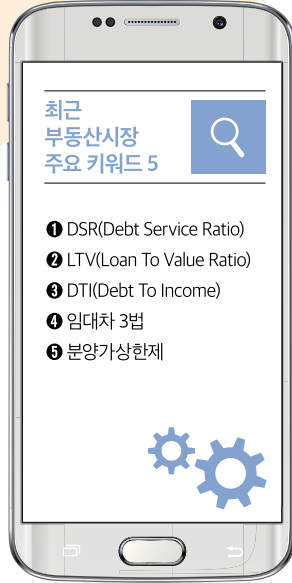 최근
부동산시장
주요 키워드 5
❶ DSR(Debt Service Ratio)
❷ LTV(Loan To Value Ratio)
❸ DTI(Debt To Income)
❹ 임대차 3법
❺ 분양가상한제